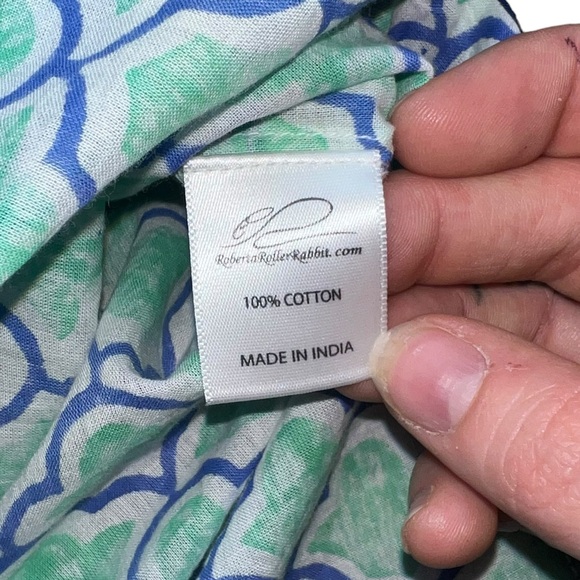 RobertaRollerRabbit.com
100% COTTON
MADE IN INDIA